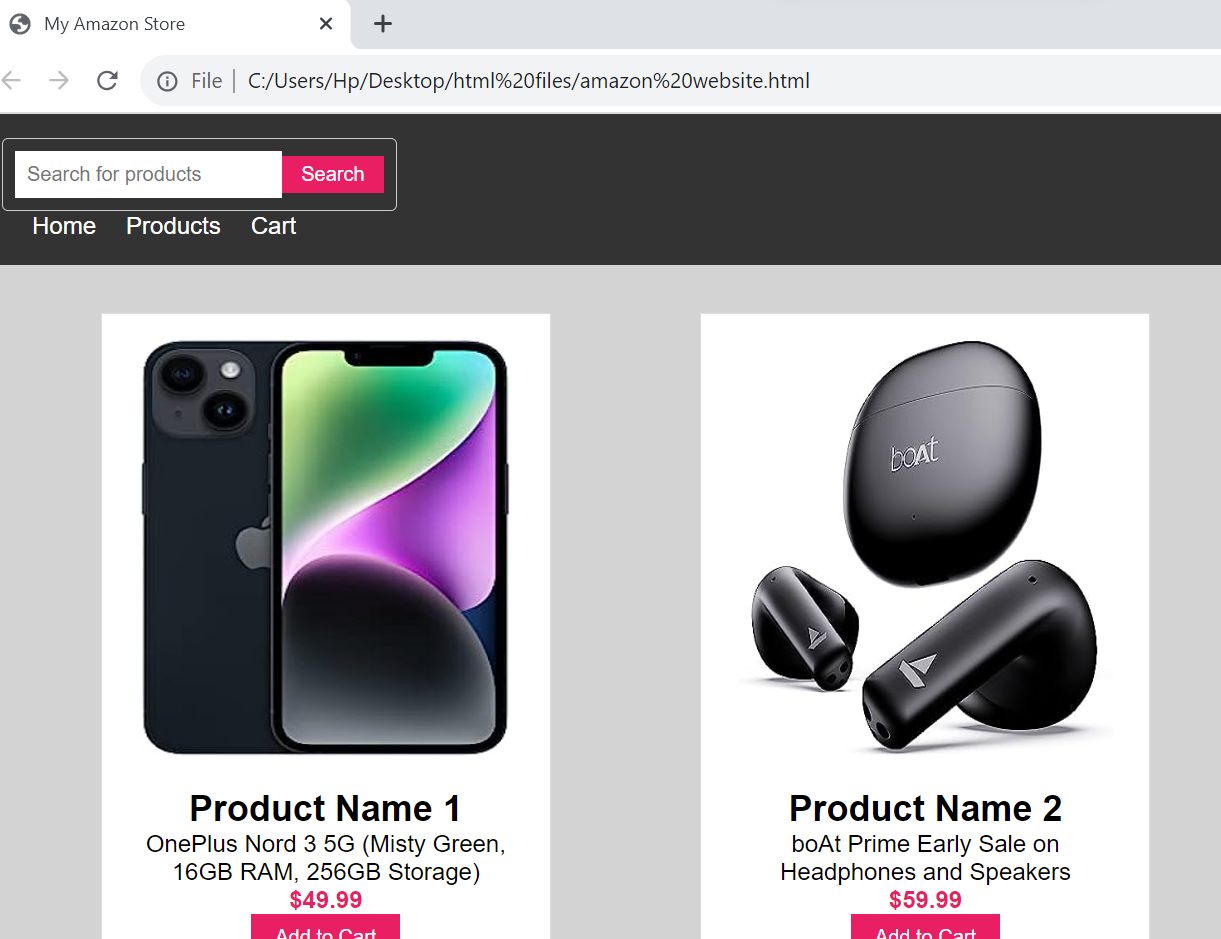 My Amazon Store
File
C:/Users/Hp/Desktop/html%20files/amazon%20website.html
Search for products
Search
Home Products Cart
boAt
Product Name 1
OnePlus Nord 3 5G (Misty Green,
16GB RAM, 256GB Storage)
$49.99
Add to Cart
Product Name 2
boAt Prime Early Sale on
Headphones and Speakers
$59.99
Add to Cart